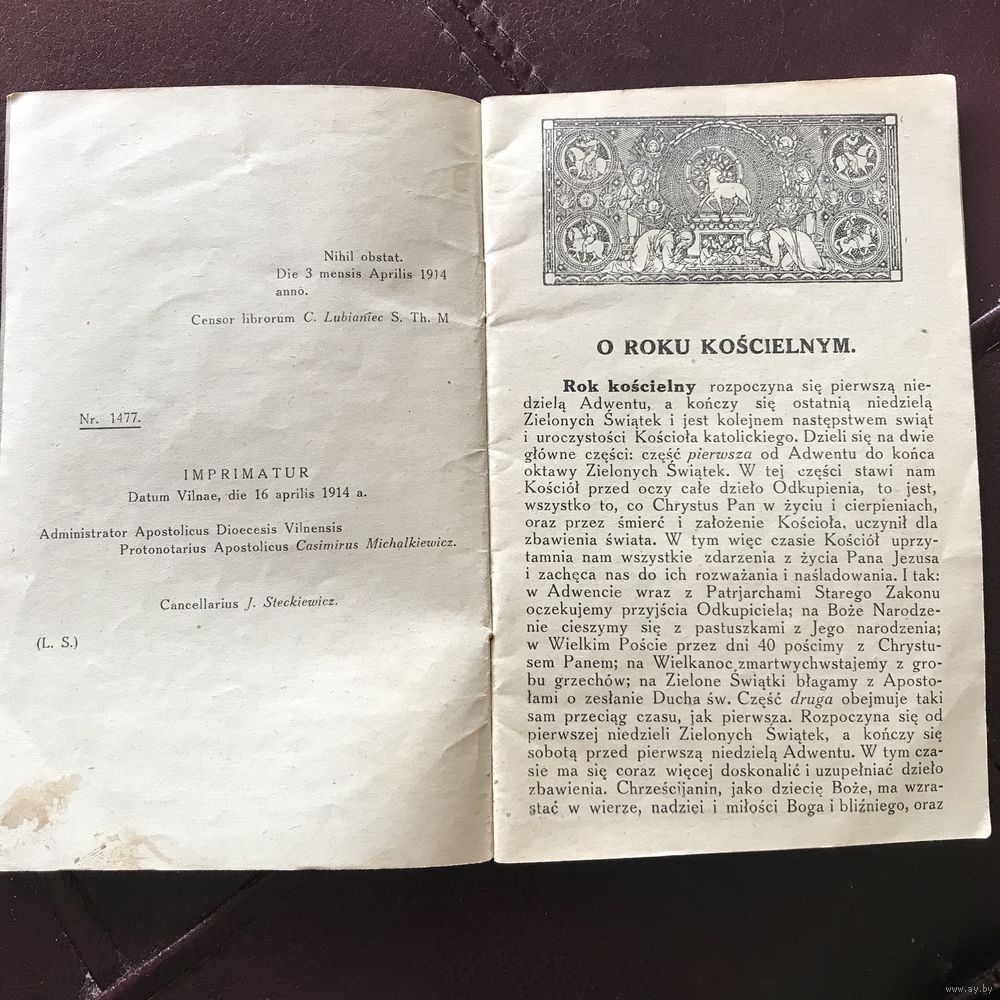 Nihil obstat.
Die 3 mensis Aprilis 1914
anno.
Censor librorum C. Lubianiec S. Th. M
Nr. 1477.
IMPRIMATUR
Datum Vilnae, die 16 aprilis 1914 a.
Administrator Apostolicus Dioecesis Vilnensis
Protonotarius Apostolicus Casimirus Michalkiewicz.
Cancellarius J. Steckiewicz.
(L. S.)
O ROKU KOŚCIELNYM.
Rok kościelny rozpoczyna się pierwszą nie-
dzielą Adwentu, a kończy się ostatnią niedzielą
Zielonych Świątek i jest kolejnem następstwem swiąt
i uroczystości Kościoła katolickiego. Dzieli się na dwie
główne części: część pierwsza od Adwentu do końca
oktawy Zielonych Świątek. W tej części stawi nam
Kościół przed oczy całe dzieło Odkupienia, to jest,
wszystko to, co Chrystus Pan w życiu i cierpieniach,
oraz przez śmierć i założenie Kościoła, uczynił dla
zbawienia świata. W tym więc czasie Kościół uprzy-
tamnia nam wszystkie zdarzenia z życia Pana Jezusa
i zachęca nas do ich rozważania i naśladowania. I tak:
w Adwencie wraz z Patrjarchami Starego Zakonu
oczekujemy przyjścia Odkupiciela; na Boże Narodze-
nie cieszymy się z pastuszkami z Jego narodzenia;
w Wielkim Poście przez dni 40 pościmy z Chrystu-
sem Panem; na Wielkanoc zmartwychwstajemy z gro-
bu grzechów; na Zielone Świątki błagamy z Aposto-
łami o zesłanie Ducha św. Część druga obejmuje taki
sam przeciąg czasu, jak pierwsza. Rozpoczyna się od
pierwszej niedzieli Zielonych Świątek, a kończy się
sobotą przed pierwszą niedzielą Adwentu. W tym cza-
sie ma się coraz więcej doskonalić i uzupełniać dzieło
zbawienia. Chrześcijanin, jako dziecię Boże, ma wzra-
stać w wierze, nadziei i miłości Boga i bliźniego, oraz
www.ay.by